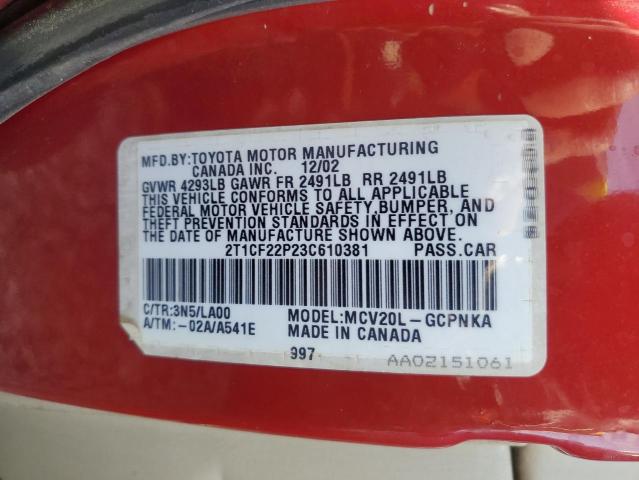 MFD.BY:TOYOTA MOTOR MANUFACTURING
CANADA INC. 12/02
GVWR 4293LB GAWR FR 2491LB RR 2491LB
THIS VEHICLE CONFORMS TO ALL APPLICABLE
FEDERAL MOTOR VEHICLE SAFETY, BUMPER, AND
THEFT PREVENTION STANDARDS IN EFFECT ON
THE DATE OF MANUFACTURE SHOWN ABOVE.
2T1CF22P23C610381 PASS.CAR
C/TR:3N5/LA00 MODEL:MCV20L-GCPNKA
A/TM:-02A/A541E MADE IN CANADA
997
AA02151061